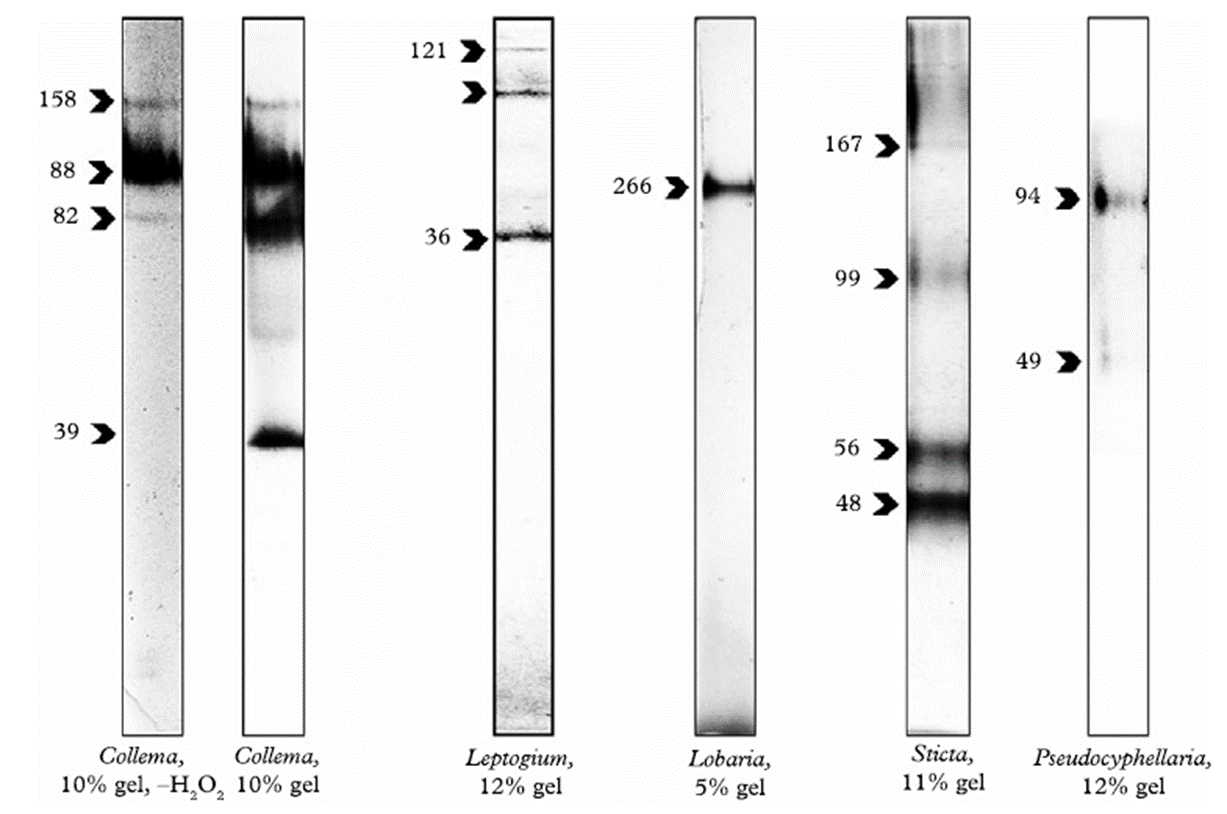 158
88
82
39
121
36
266
167
99
56
48
94
49
Collema,
10% gel, –H₂O₂
Collema,
10% gel
Leptogium,
12% gel
Lobaria,
5% gel
Sticta,
11% gel
Pseudocyphellaria,
12% gel